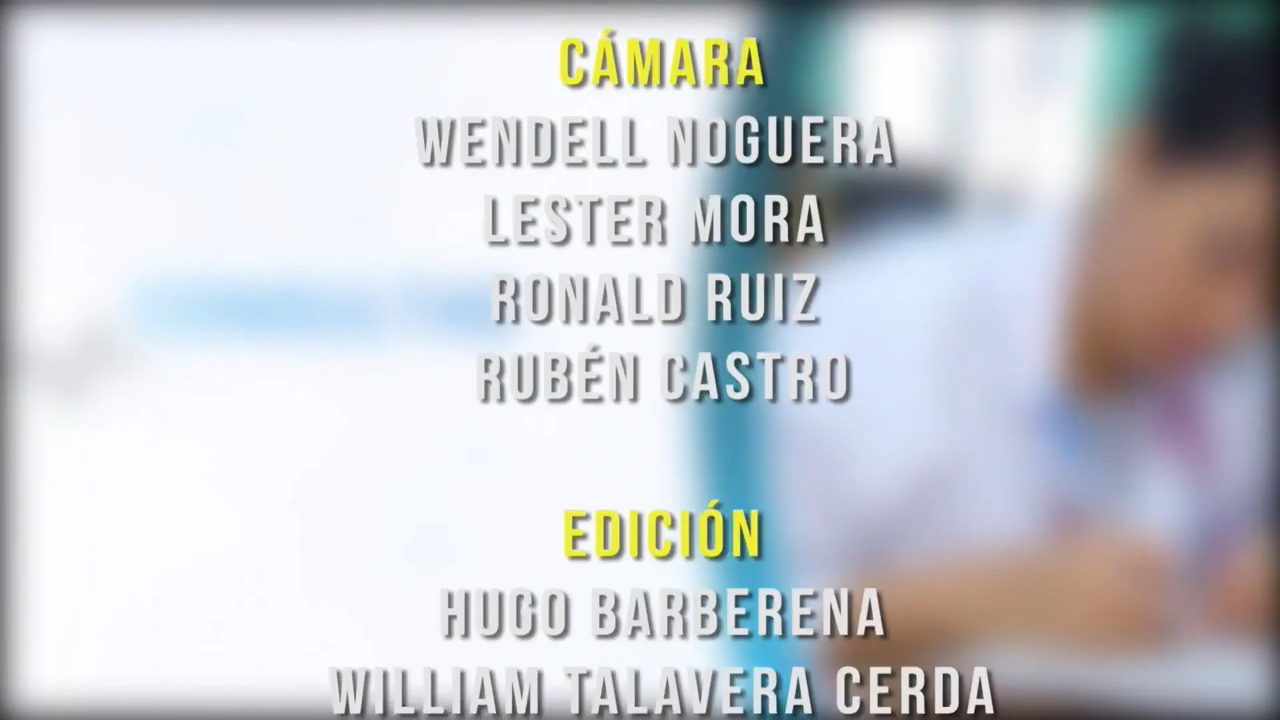 CÁMARA
WENDELL NOGUERA
LESTER MORA
RONALD RUIZ
RUBÉN CASTRO
EDICIÓN
HUGO BARBERENA
WILLIAM TALAVERA CERDA